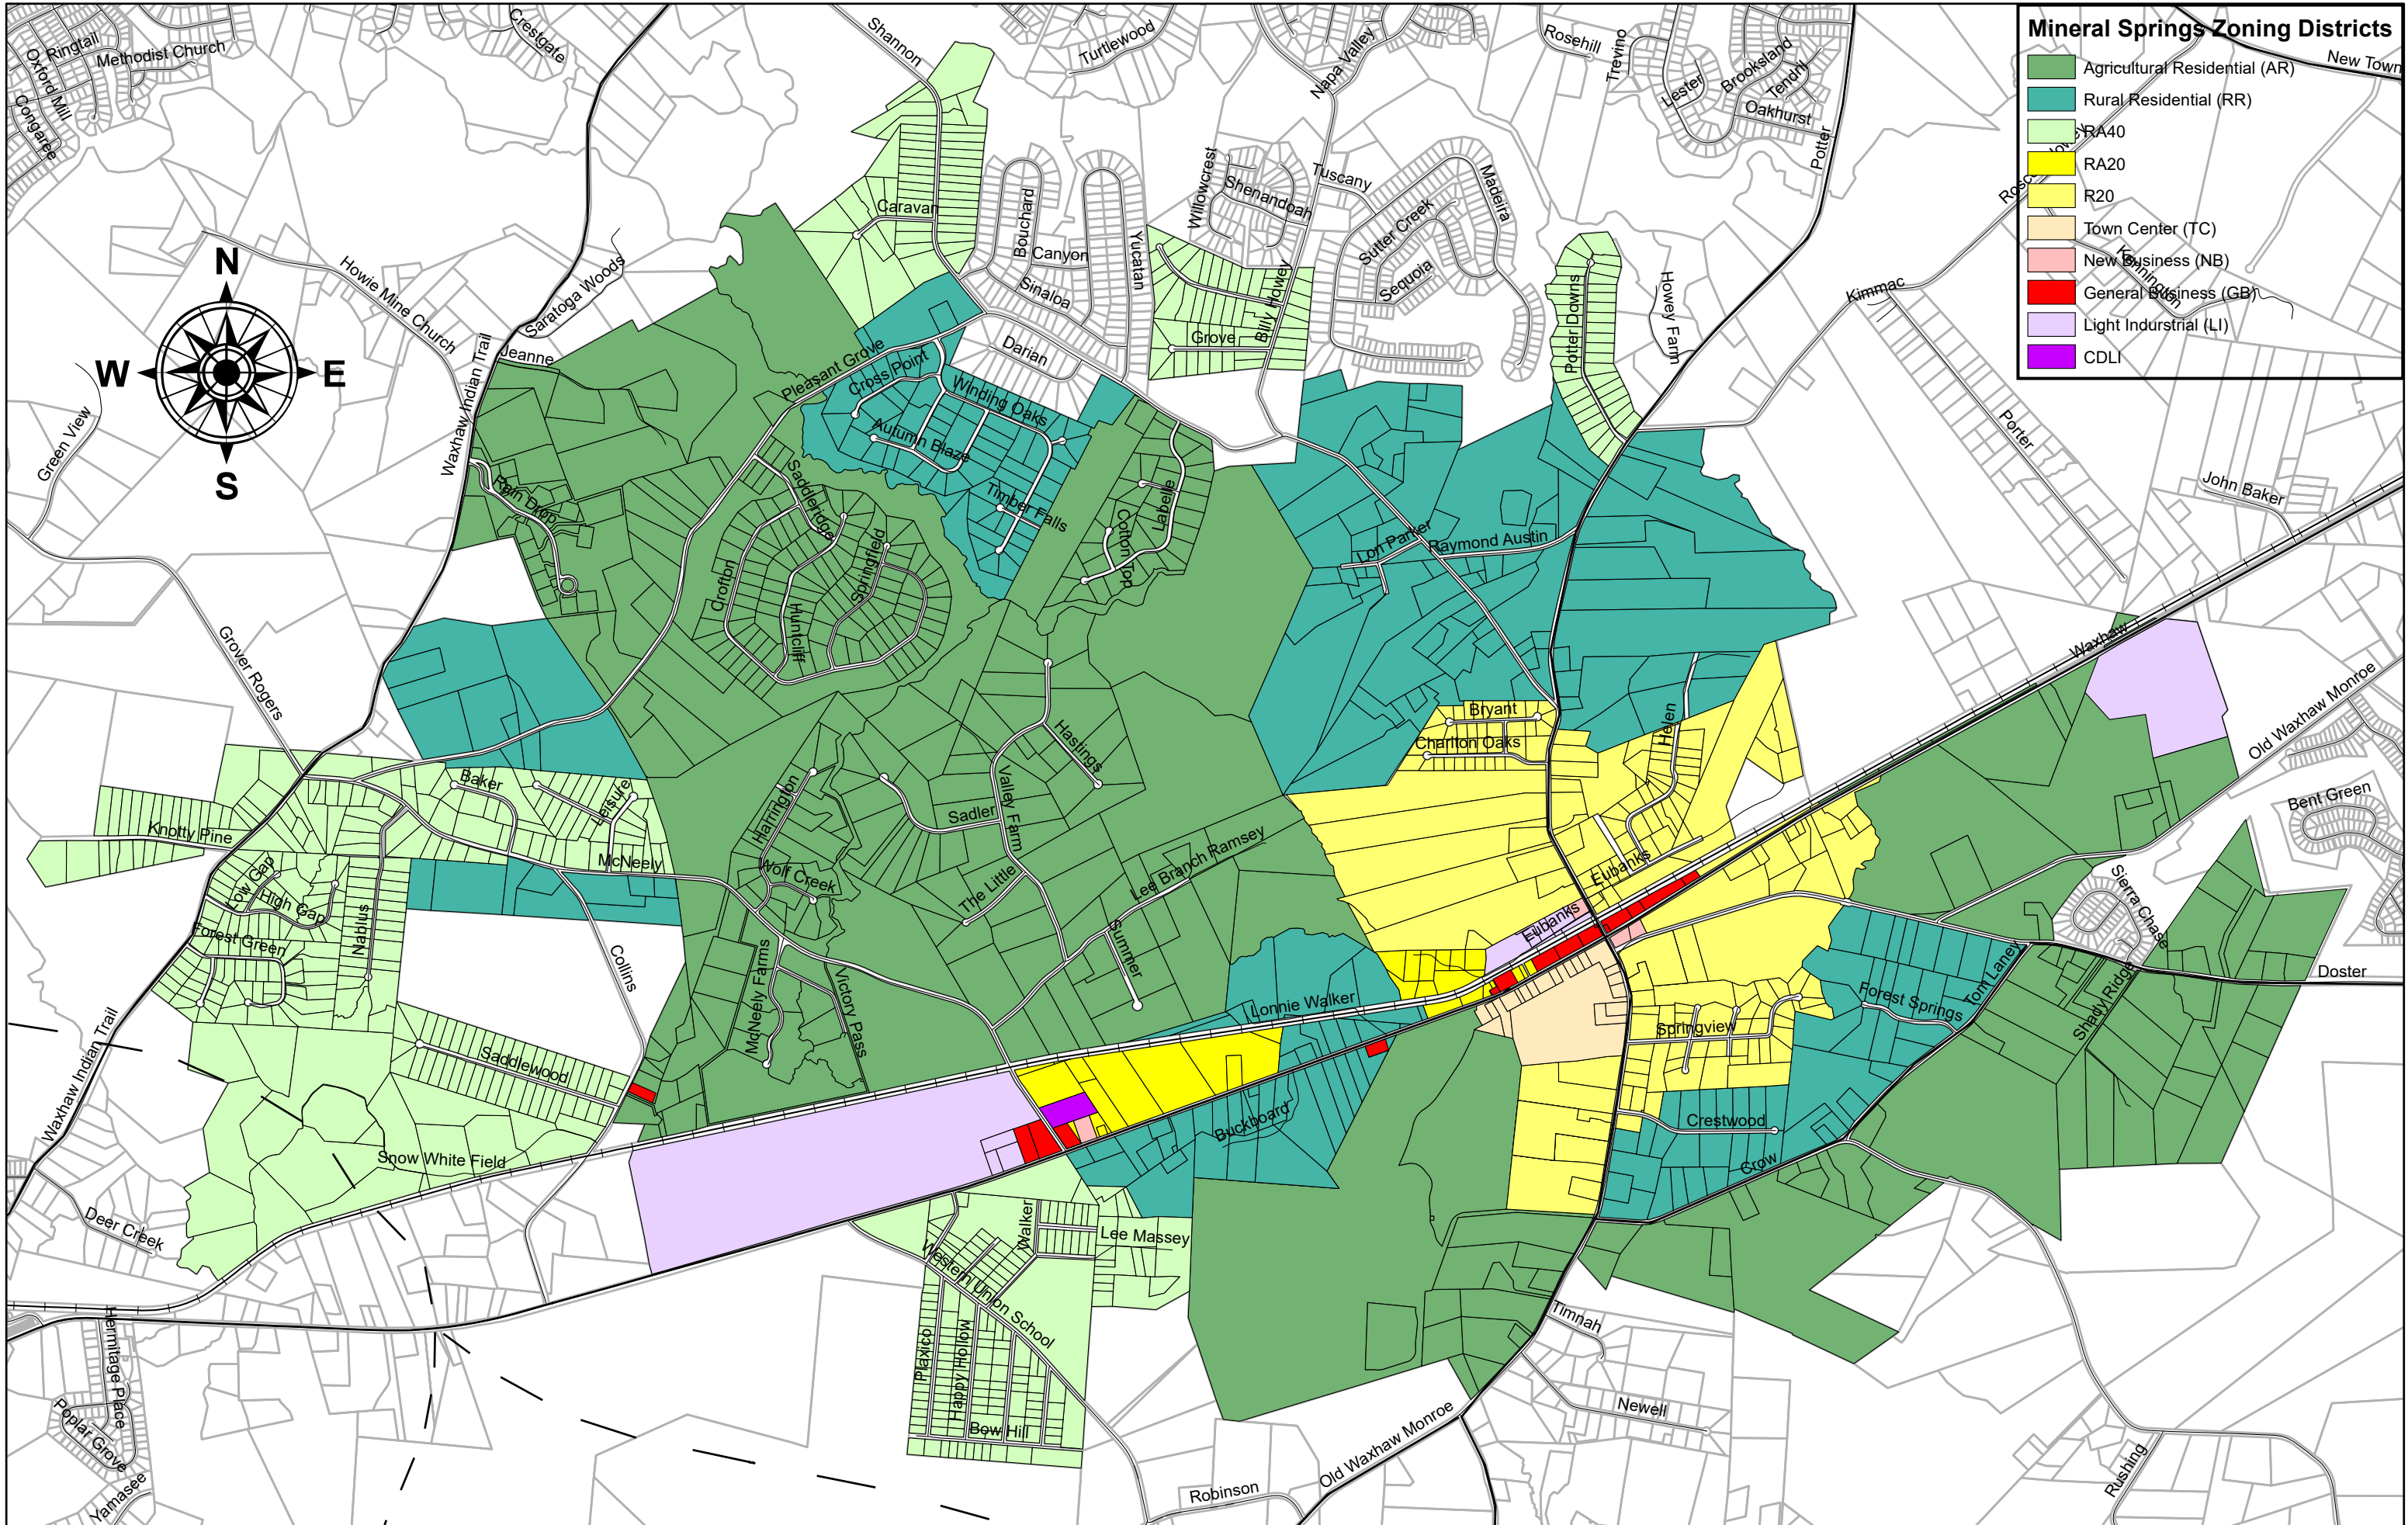 Mineral Springs Zoning Districts
Agricultural Residential (AR)
Rural Residential (RR)
RA40
RA20
R20
Town Center (TC)
New Business (NB)
General Business (GB)
Light Indurstrial (LI)
CDLI
N
W
E
S
Ringtail
Methodist Church
Oxford Mill
Congaree
Crestgate
Shannon
Turtlewood
Napa Valley
Rosehill
Trevino
Lester
Brooksland
Tendril
Oakhurst
Potter
New Town
Kennington
Kimmac
Porter
John Baker
Howie Mine Church
Saratoga Woods
Jeanne
Waxhaw Indian Trail
Green View
Caravan
Bouchard
Canyon
Sinaloa
Yucatan
Darian
Willowcrest
Shenandoah
Tuscany
Sutter Creek
Sequoia
Madeira
Billy Howey
Grove
Potter Downs
Howey Farm
Pleasant Grove
Cross Point
Winding Oaks
Autumn Blaze
Timber Falls
Rain Drop
Saddleridge
Springfield
Crofton
Huntcliff
Cotton Top
Labelle
Lon Parker
Raymond Austin
Grover Rogers
Waxhaw
Old Waxhaw Monroe
Bent Green
Bryant
Charlton Oaks
Helen
Hastings
Valley Farm
Sadler
Harrington
Wolf Creek
The Little
Lee Branch Ramsey
Summer
Baker
Leisure
McNeely
Knotty Pine
Low Gap
High Gap
Forest Green
Nablus
Collins
Eubanks
Eubanks
Sierra Chase
Doster
Tom Laney
Forest Springs
Shady Ridge
Springview
Crestwood
Crow
McNeely Farms
Victory Pass
Lonnie Walker
Buckboard
Saddlewood
Snow White Field
Waxhaw Indian Trail
Deer Creek
Walker
Lee Massey
Western Union School
Plaxico
Happy Hollow
Bow Hill
Hermitage Place
Poplar Grove
Yamasee
Timnah
Newell
Old Waxhaw Monroe
Robinson
Rushing